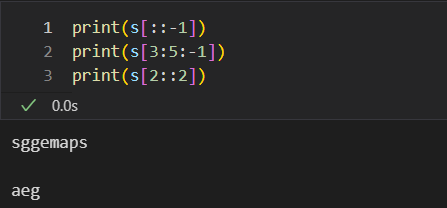 1 print(s[::-1])
2 print(s[3:5:-1])
3 print(s[2::2])
0.0s
sggemaps

aeg